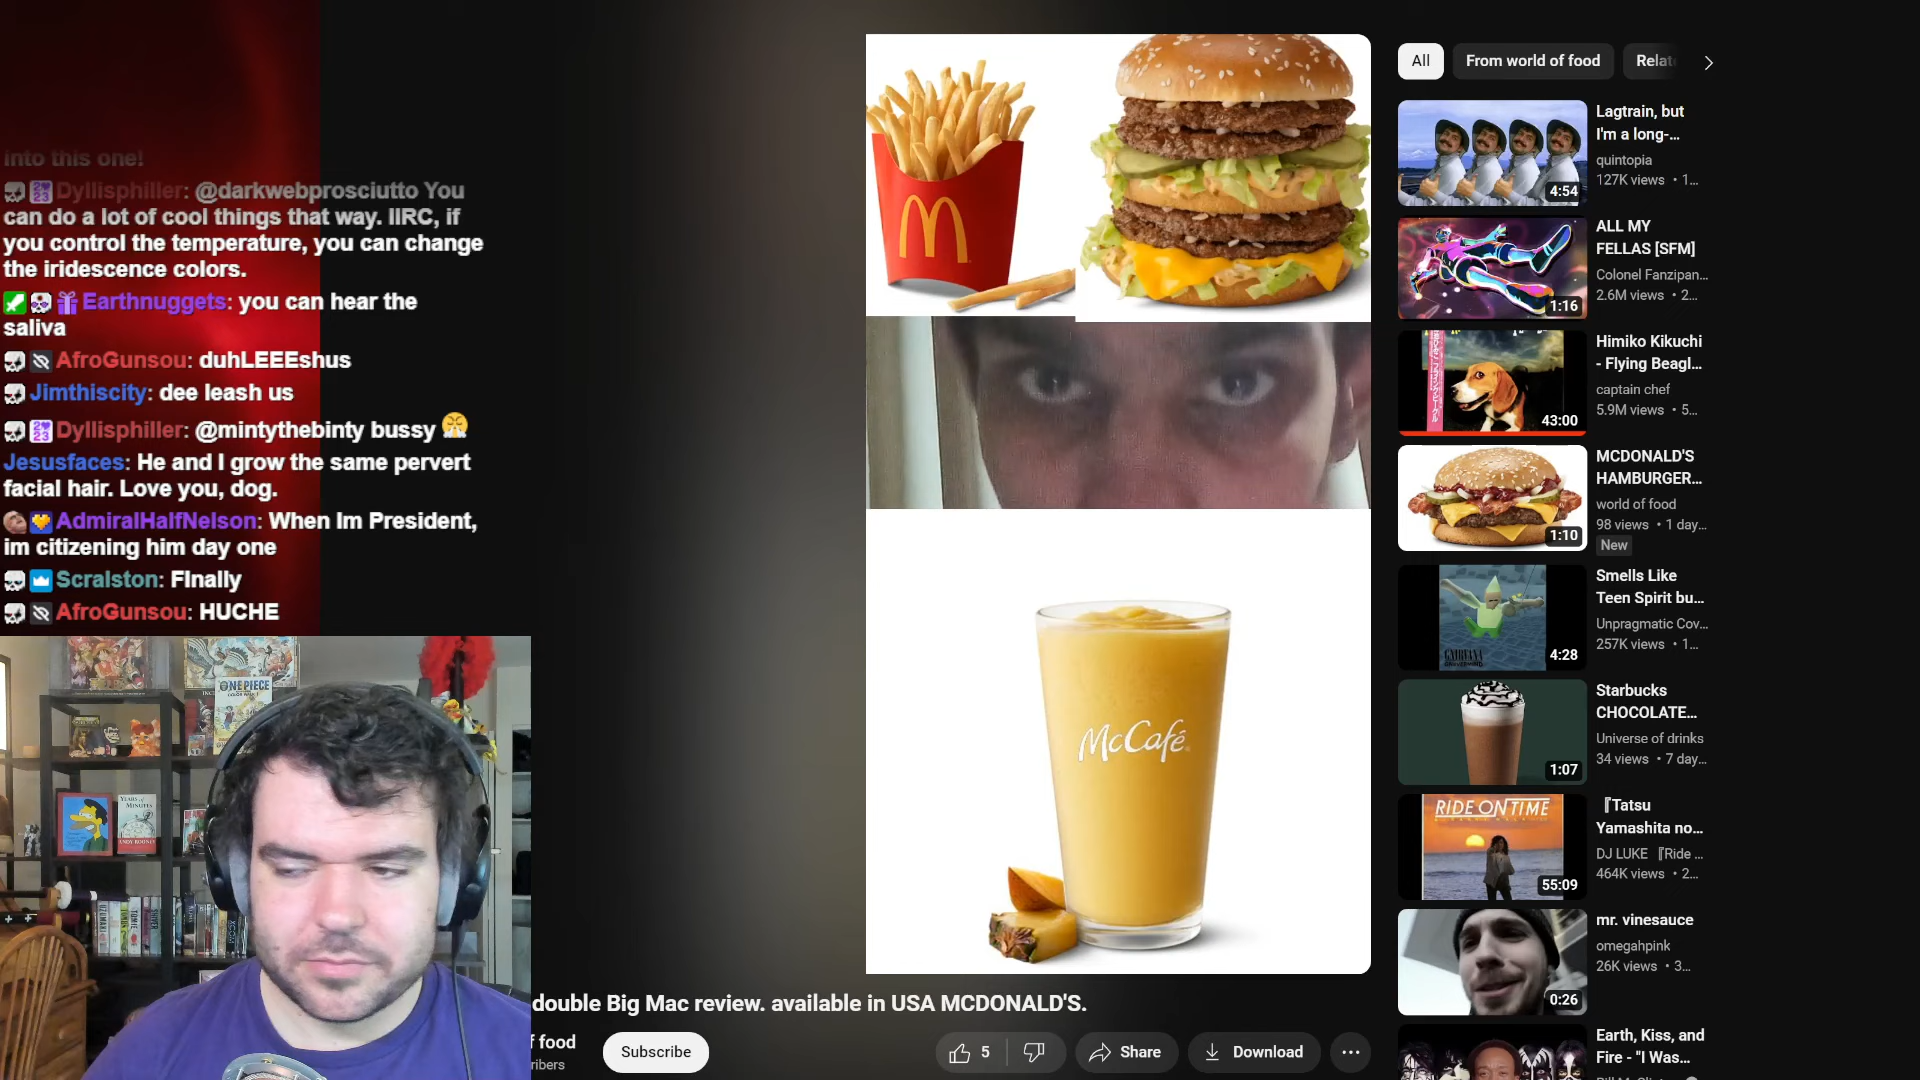 into this one!
Dyllisphiller: @darkwebprosciutto You
can do a lot of cool things that way. IIRC, if
you control the temperature, you can change
the iridescence colors.
Earthnuggets: you can hear the
saliva
AfroGunsou: duhLEEEshus
Jimthiscity: dee leash us
Dyllisphiller: @mintythebinty bussy
Jesusfaces: He and I grow the same pervert
facial hair. Love you, dog.
AdmiralHalfNelson: When Im President,
im citizening him day one
Scralston: FInally
AfroGunsou: HUCHE
ONE PIECE
COLOR WALK
YEARS of
MINUTES
ANDY ROONEY
McCafé
double Big Mac review. available in USA MCDONALD'S.
f food
ribers
Subscribe
5
Share
Download
All
From world of food
Relat
Lagtrain, but
I'm a long-...
quintopia
127K views • 1...
4:54
ALL MY
FELLAS [SFM]
Colonel Fanzipan...
2.6M views • 2...
1:16
Himiko Kikuchi
- Flying Beagl...
captain chef
5.9M views • 5...
43:00
MCDONALD'S
HAMBURGER...
world of food
98 views • 1 day...
New
1:10
Smells Like
Teen Spirit bu...
Unpragmatic Cov...
257K views • 1...
4:28
Starbucks
CHOCOLATE...
Universe of drinks
34 views • 7 day...
1:07
RIDE ON TIME
『Tatsu
Yamashita no...
DJ LUKE 『Ride ...
464K views • 2...
55:09
mr. vinesauce
omegahpink
26K views • 3...
0:26
Earth, Kiss, and
Fire - "I Was...